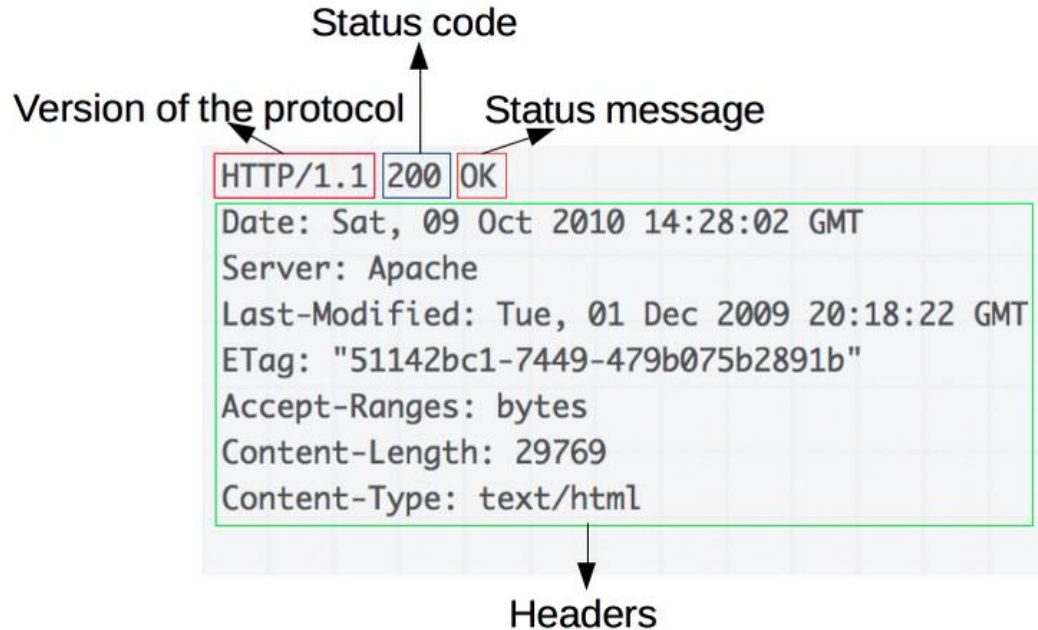 Status code
Version of the protocol
Status message
HTTP/1.1 200 OK
Date: Sat, 09 Oct 2010 14:28:02 GMT
Server: Apache
Last-Modified: Tue, 01 Dec 2009 20:18:22 GMT
ETag: "51142bc1-7449-479b075b2891b"
Accept-Ranges: bytes
Content-Length: 29769
Content-Type: text/html
Headers